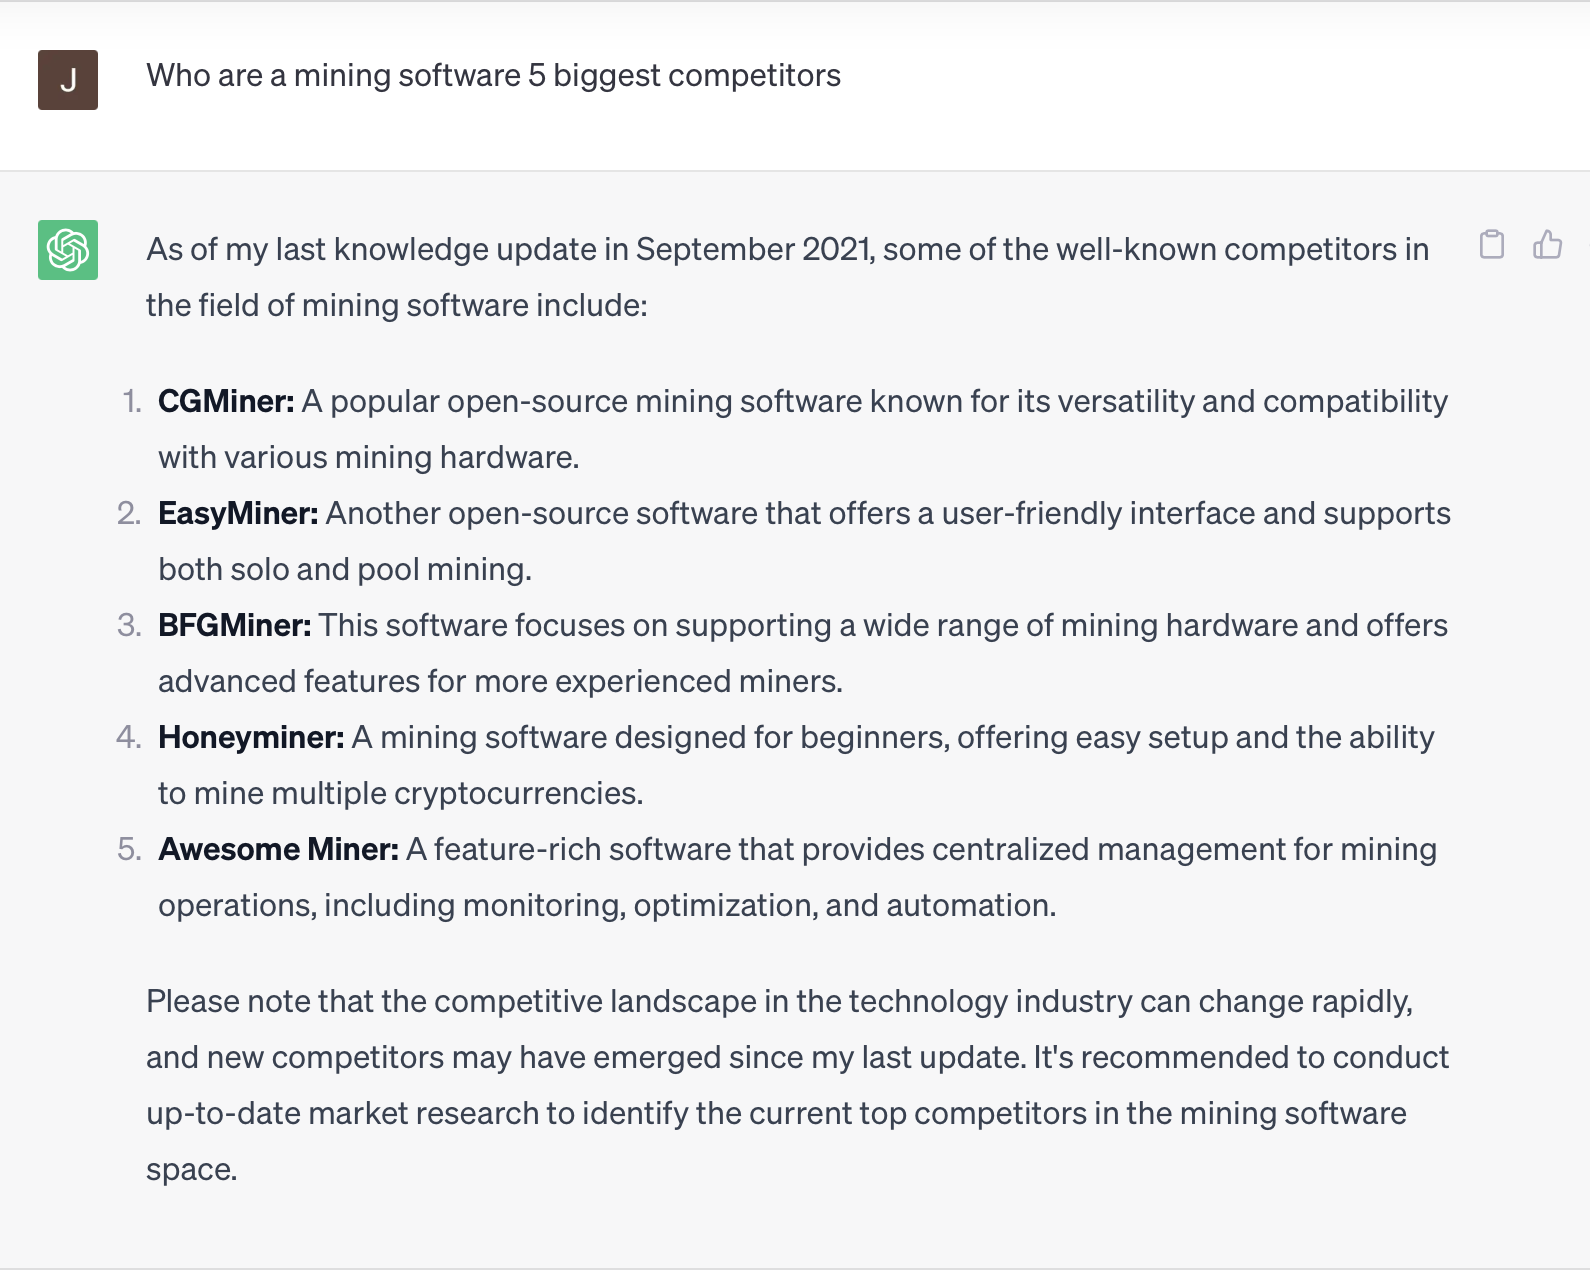 J
Who are a mining software 5 biggest competitors
As of my last knowledge update in September 2021, some of the well-known competitors in
the field of mining software include:
1. CGMiner: A popular open-source mining software known for its versatility and compatibility
with various mining hardware.
2. EasyMiner: Another open-source software that offers a user-friendly interface and supports
both solo and pool mining.
3. BFGMiner: This software focuses on supporting a wide range of mining hardware and offers
advanced features for more experienced miners.
4. Honeyminer: A mining software designed for beginners, offering easy setup and the ability
to mine multiple cryptocurrencies.
5. Awesome Miner: A feature-rich software that provides centralized management for mining
operations, including monitoring, optimization, and automation.
Please note that the competitive landscape in the technology industry can change rapidly,
and new competitors may have emerged since my last update. It's recommended to conduct
up-to-date market research to identify the current top competitors in the mining software
space.